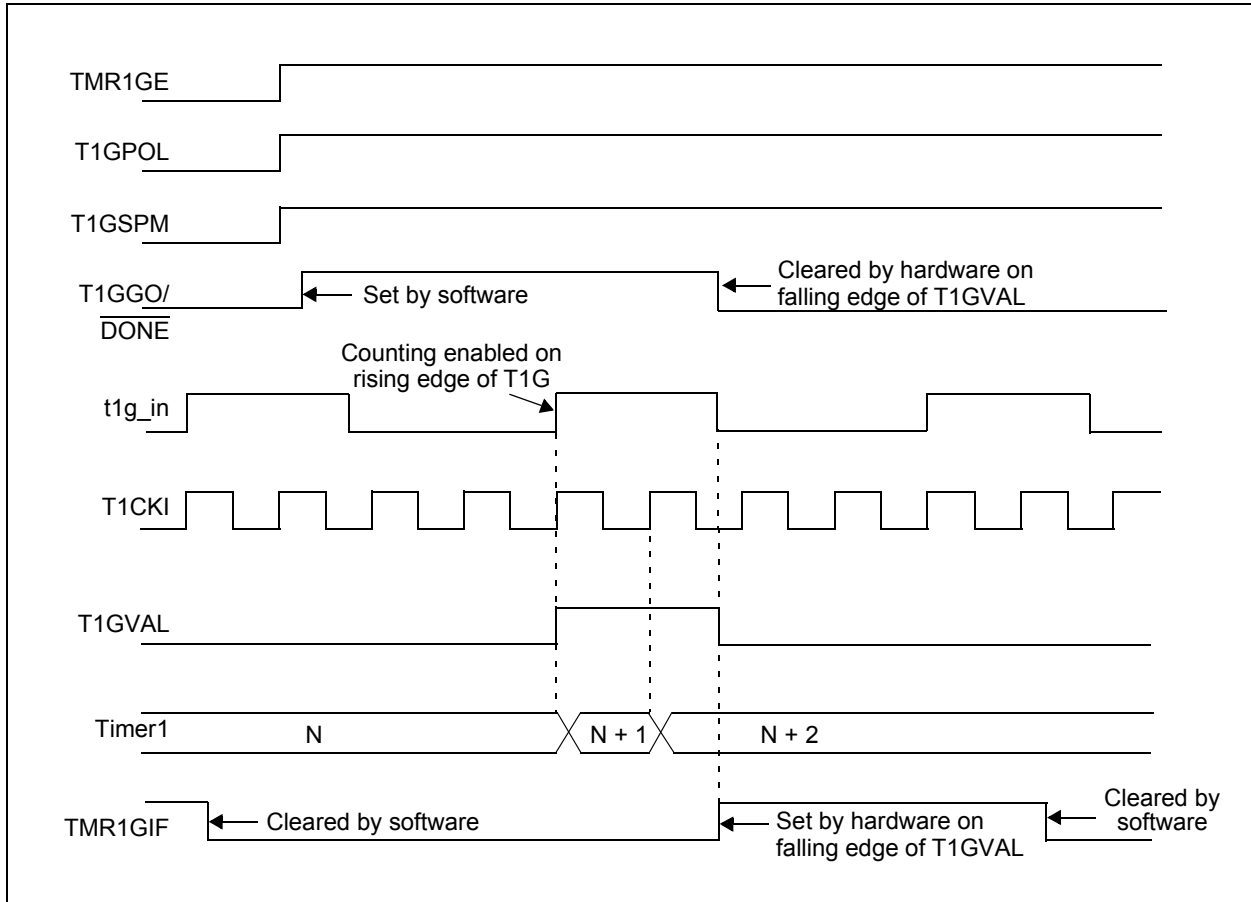 TMR1GE
T1GPOL
T1GSPM
T1GGO/
DONE
Set by software
Cleared by hardware on
falling edge of T1GVAL
Counting enabled on
rising edge of T1G
t1g_in
T1CKI
T1GVAL
Timer1
N
N + 1
N + 2
TMR1GIF
Cleared by software
Set by hardware on
falling edge of T1GVAL
Cleared by
software